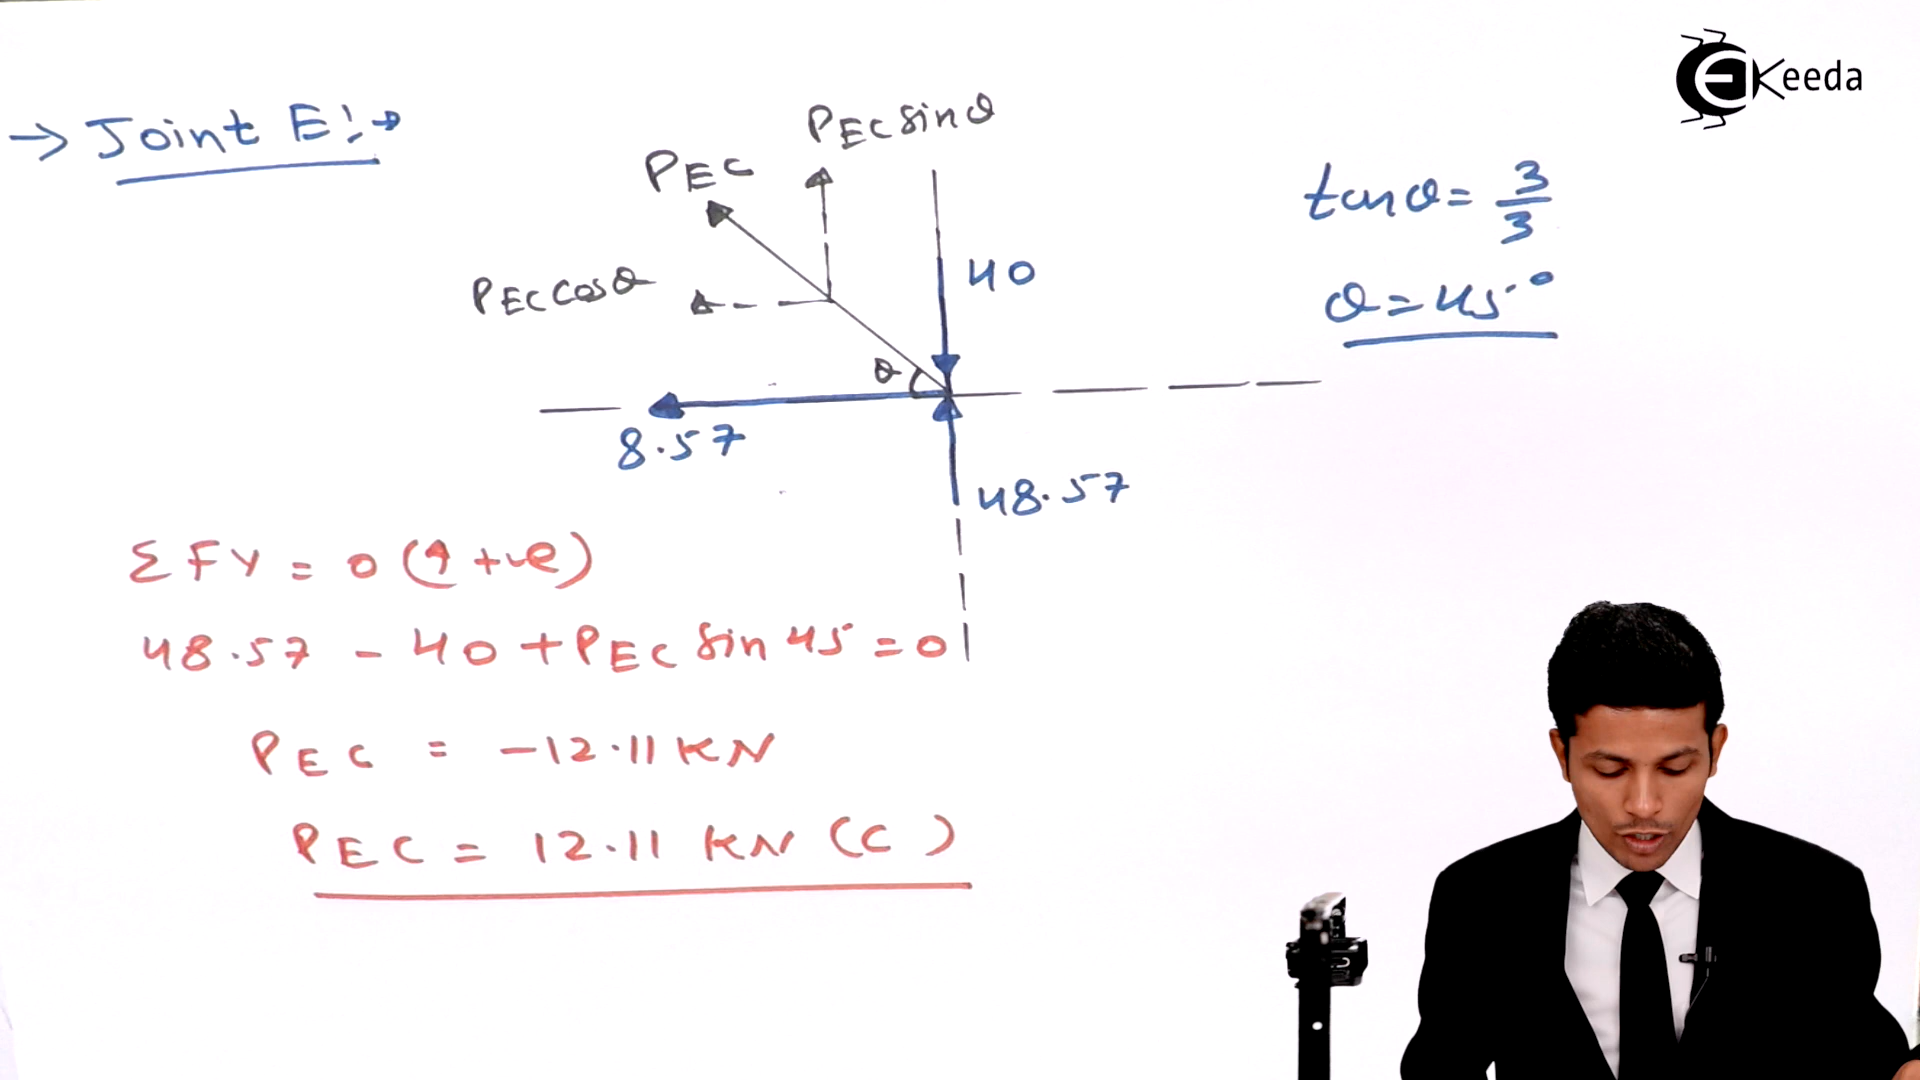 → Joint E:→
PEC sinθ
PEC
PEC cosθ
40
θ
8.57
48.57
tanθ = 3/3
θ = 45°
ΣFY = 0 (↑ +ve)
48.57 - 40 + PEC sin 45 = 0
PEC = -12.11 KN
PEC = 12.11 KN (C)
EKeeda